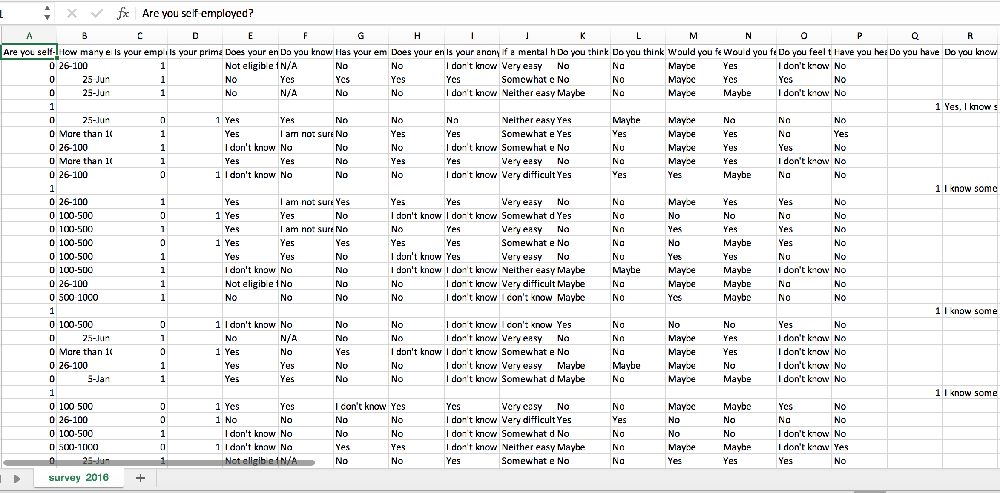 1 fx Are you self-employed?
A B C D E F G H I J K L M N O P Q R
Are you self- How many e Is your emplo Is your prima Does your em Do you know Has your em Does your em Is your anony If a mental h Do you think Do you think Would you fe Would you fe Do you feel t Have you hea Do you have Do you know
0 26-100 1 Not eligible f N/A No No I don't know Very easy No No Maybe Yes I don't know No
0 25-Jun 1 No Yes Yes Yes Yes Somewhat e No No Maybe Yes Yes No
0 25-Jun 1 No N/A No No I don't know Neither easy Maybe No Maybe Maybe I don't know No
1 1 Yes, I know s
0 25-Jun 0 1 Yes Yes No No No Neither easy Yes Maybe Maybe No No No
0 More than 10 1 Yes I am not sure No Yes Yes Somewhat e Yes Yes Maybe Yes No Yes
0 26-100 1 I don't know No No No I don't know Somewhat e No No Maybe Yes Yes No
0 More than 10 1 Yes Yes No Yes Yes Very easy No No Maybe Yes I don't know No
0 26-100 0 1 I don't know No No No I don't know Very difficult Yes Yes Yes Maybe No No
1 1 I know some
0 26-100 1 Yes I am not sure Yes Yes Yes Very easy No No Maybe Yes Yes No
0 100-500 0 1 Yes Yes No I don't know I don't know Somewhat d Yes No No No No No
0 100-500 1 Yes I am not sure No No Yes Very easy No No Yes Yes Yes No
0 100-500 0 1 Yes Yes Yes Yes Yes Somewhat e No No No Maybe Yes No
0 100-500 1 Yes Yes No I don't know Yes Very easy No No Yes Yes No No
0 100-500 1 I don't know No No I don't know I don't know Neither easy Maybe Maybe Maybe Maybe I don't know No
0 26-100 1 Not eligible f No No No I don't know Very difficult Maybe No Maybe Maybe No No
0 500-1000 1 No No No No I don't know I don't know Maybe No Yes Maybe No No
1 1 I know some
0 100-500 0 1 I don't know No No No I don't know I don't know Yes No No No Yes No
0 25-Jun 1 No N/A No No I don't know Very easy No No Maybe Yes I don't know No
0 More than 10 0 1 Yes No Yes I don't know I don't know Somewhat e No No Maybe Yes I don't know No
0 26-100 1 Yes Yes No No I don't know Very easy Maybe Maybe Maybe No I don't know No
0 5-Jan 1 Yes Yes No No I don't know Somewhat d Maybe No Maybe Maybe I don't know No
1 1 I know some
0 100-500 0 1 Yes Yes I don't know Yes Yes Very easy No No Maybe Maybe Yes No
0 26-100 0 1 No No No No I don't know Very difficult Yes Yes No No No No
0 100-500 1 I don't know No No No I don't know Somewhat d No No No No I don't know No
0 500-1000 0 1 I don't know No Yes Yes I don't know Neither easy Maybe No Maybe Maybe I don't know Yes
0 25-Jun 1 Not eligible f N/A No No Yes Somewhat e No No Yes Yes Yes No
survey_2016 +